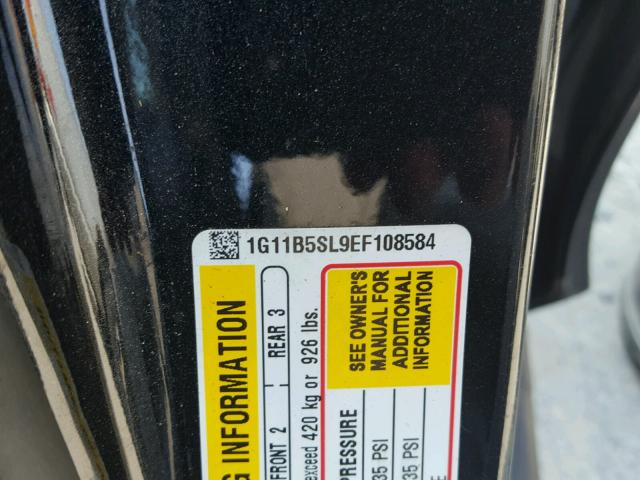 1G11B5SL9EF108584
G INFORMATION
FRONT 2 REAR 3
exceed 420 kg or 926 lbs.
SEE OWNER'S
MANUAL FOR
ADDITIONAL
INFORMATION
PRESSURE
35 PSI
35 PSI